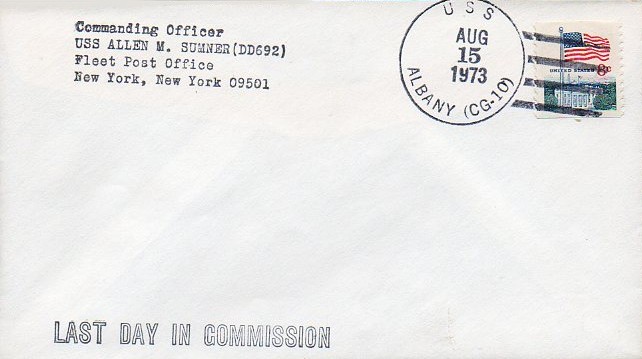 Commanding Officer
USS ALLEN M. SUMNER(DD692)
Fleet Post Office
New York, New York 09501
USS
AUG
15
1973
ALBANY (CG-10)
UNITED STATES 8c
LAST DAY IN COMMISSION